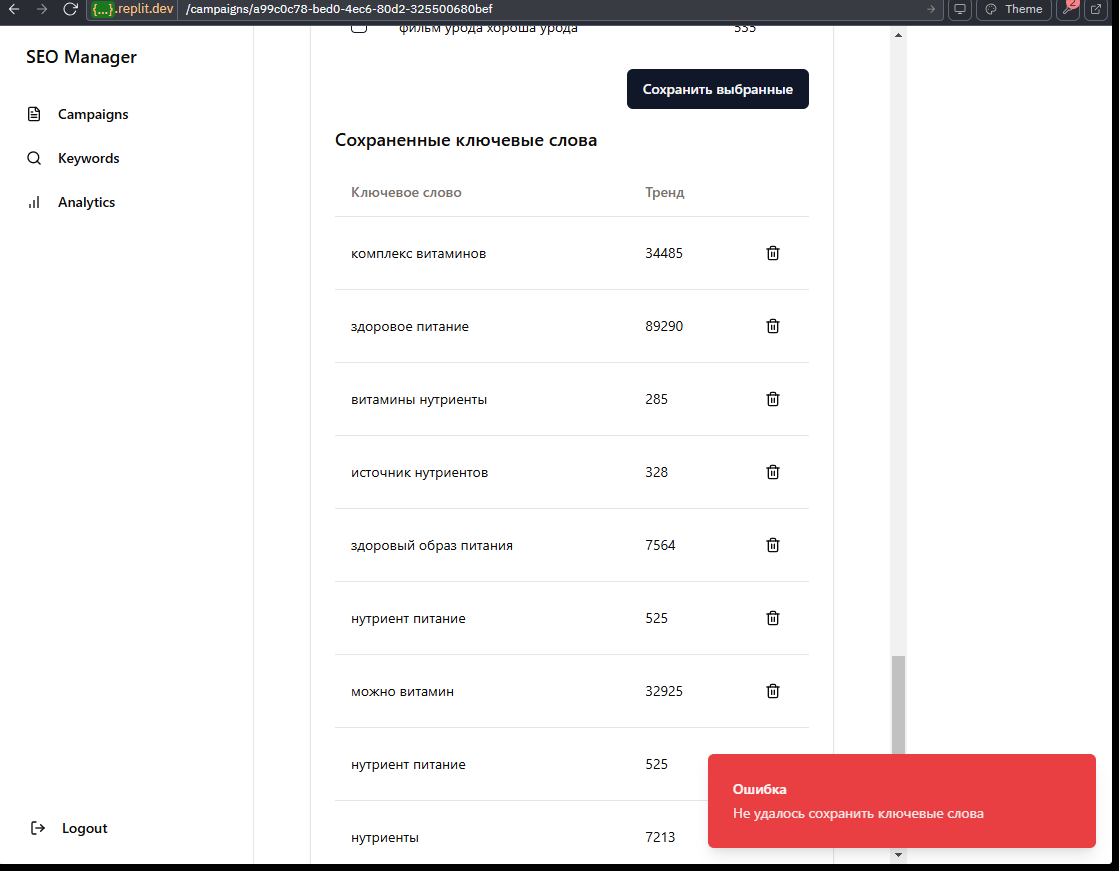 {...}.replit.dev /campaigns/a99c0c78-bed0-4ec6-80d2-325500680bef
Theme
2
SEO Manager
Campaigns
Keywords
Analytics
Logout
фильм урода хороша урода 535
Сохранить выбранные
Сохраненные ключевые слова
Ключевое слово Тренд
комплекс витаминов 34485
здоровое питание 89290
витамины нутриенты 285
источник нутриентов 328
здоровый образ питания 7564
нутриент питание 525
можно витамин 32925
нутриент питание 525
нутриенты 7213
Ошибка
Не удалось сохранить ключевые слова